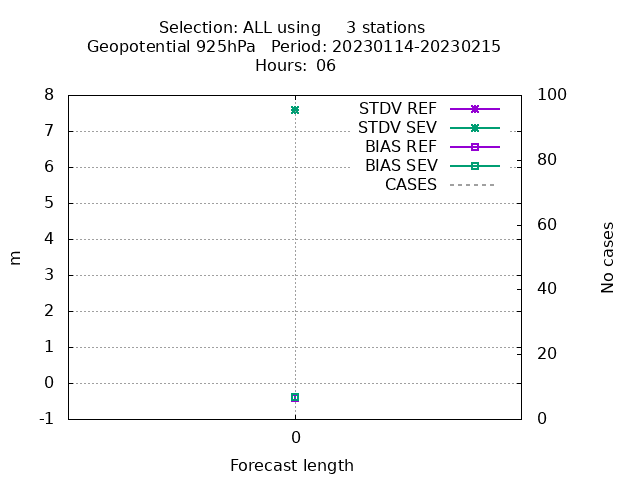 Selection: ALL using     3 stations
Geopotential 925hPa   Period: 20230114-20230215
Hours: 06
STDV REF
STDV SEV
BIAS REF
BIAS SEV
CASES
8
7
6
5
4
3
2
1
0
-1
100
80
60
40
20
0
m
No cases
0
Forecast length